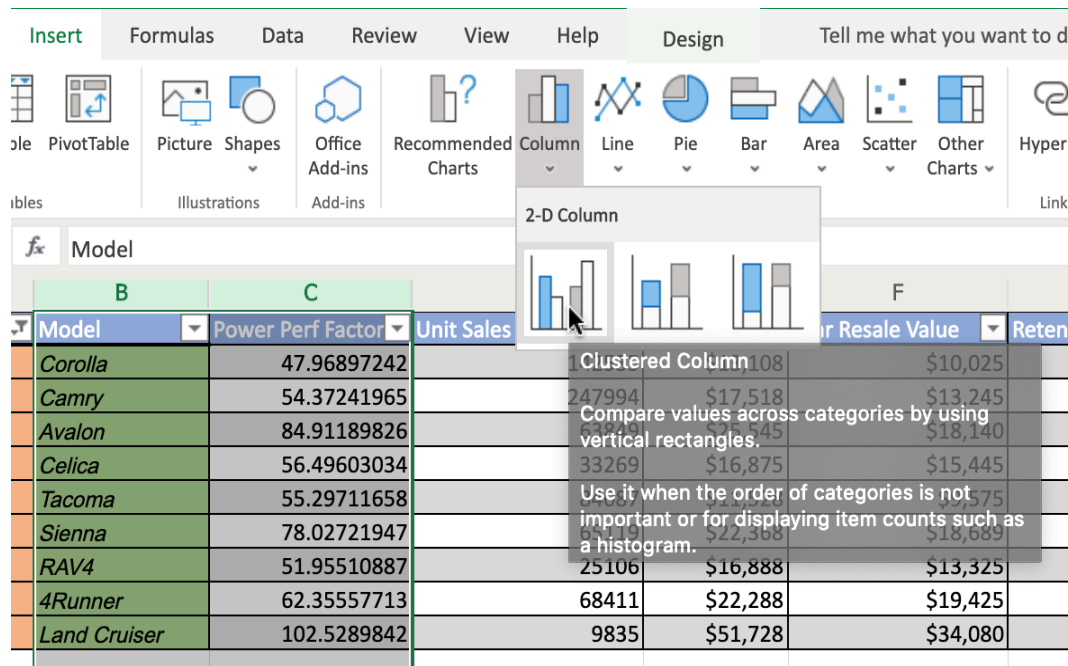 Insert Formulas Data Review View Help Design Tell me what you want to d
ble PivotTable Picture Shapes Office Add-ins Recommended Charts Column Line Pie Bar Area Scatter Other Charts Hyper
ables Illustrations Add-ins Link
2-D Column
fx Model
B C F
Model Power Perf Factor Unit Sales ar Resale Value Reten
Corolla 47.96897242 $10,025
Camry 54.37241965 247994 $17,518 $13,245
Avalon 84.91189826 63849 $25,545 $18,140
Celica 56.49603034 33269 $16,875 $15,445
Tacoma 55.29711658 84087
Sienna 78.02721947 65119 $22,368 $18,689
RAV4 51.95510887 25106 $16,888 $13,325
4Runner 62.35557713 68411 $22,288 $19,425
Land Cruiser 102.5289842 9835 $51,728 $34,080
Clustered Column
Compare values across categories by using
vertical rectangles.
Use it when the order of categories is not
important or for displaying item counts such as
a histogram.